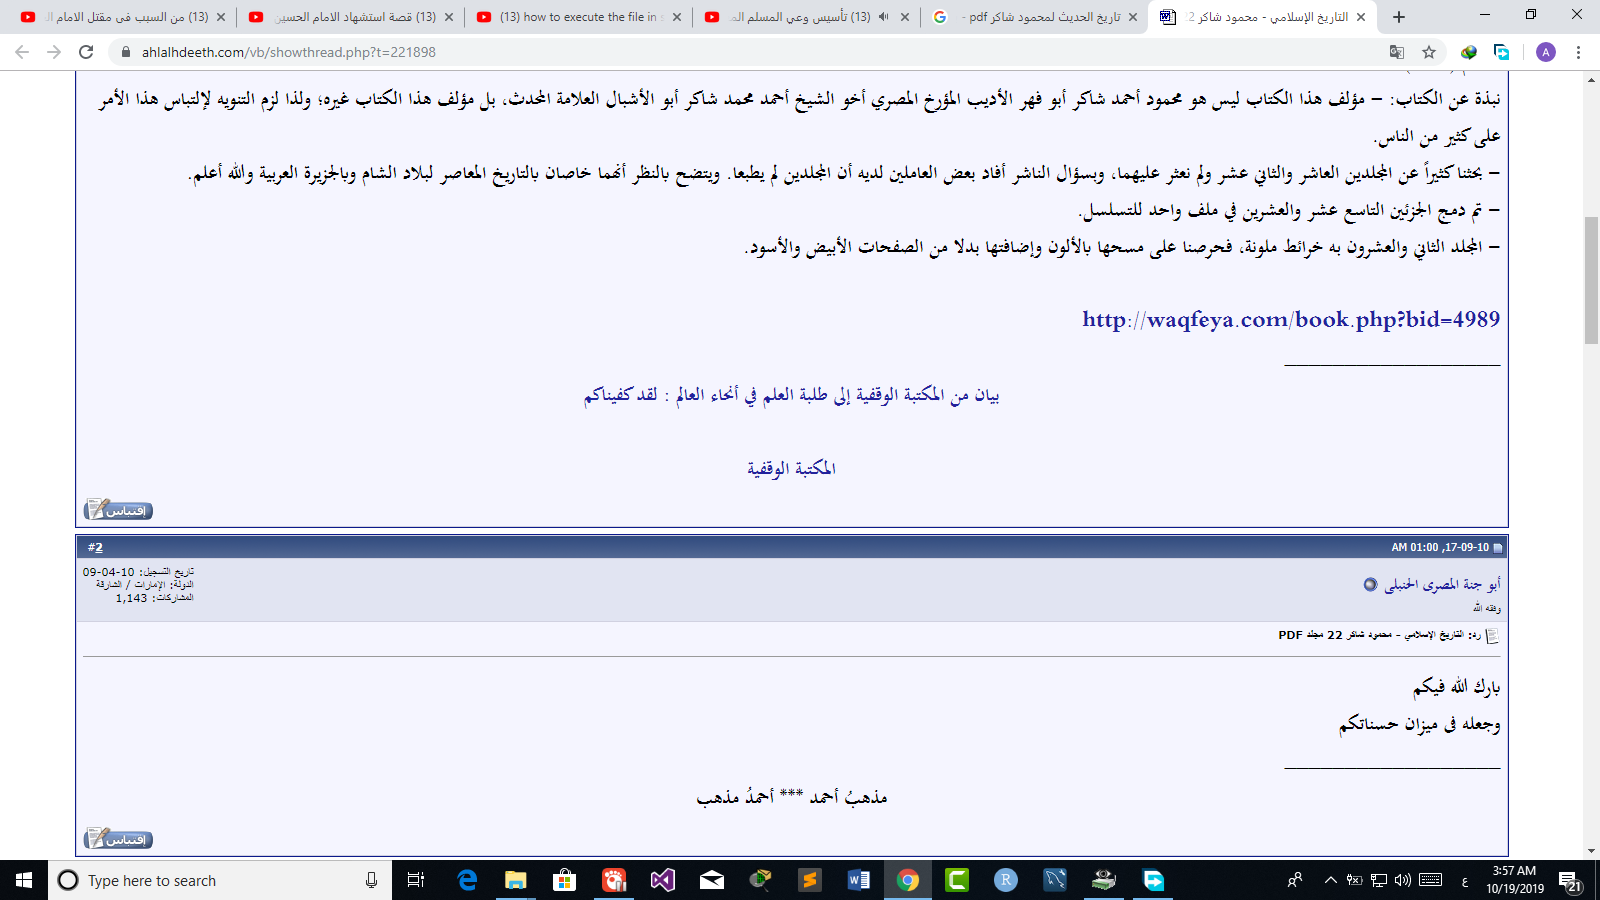 (13) من السبب فى مقتل الامام ال
(13) قصة استشهاد الامام الحسين
(13) how to execute the file in s
(13) تأسيس وعي المسلم الم
تاريخ الحديث لمحمود شاكر pdf -
التاريخ الإسلامي - محمود شاكر 22
ahlalhdeeth.com/vb/showthread.php?t=221898
A
نبذة عن الكتاب: – مؤلف هذا الكتاب ليس هو محمود أحمد شاكر أبو فهر الأديب المؤرخ المصري أخو الشيخ أحمد محمد شاكر أبو الأشبال العلامة المحدث، بل مؤلف هذا الكتاب غيره؛ ولذا لزم التنويه لإلتباس هذا الأمر
على كثير من الناس.
– بحثنا كثيراً عن المجلدين العاشر والثاني عشر ولم نعثر عليهما، وبسؤال الناشر أفاد بعض العاملين لديه أن المجلدين لم يطبعا. ويتضح بالنظر أنهما خاصان بالتاريخ المعاصر لبلاد الشام وبالجزيرة العربية والله أعلم.
– تم دمج الجزئين التاسع عشر والعشرين في ملف واحد للتسلسل.
– المجلد الثاني والعشرون به خرائط ملونة، فحرصنا على مسحها بالألون وإضافتها بدلا من الصفحات الأبيض والأسود.
http://waqfeya.com/book.php?bid=4989
__________________
بيان من المكتبة الوقفية إلى طلبة العلم في أنحاء العالم : لقد كفيناكم
المكتبة الوقفية
إقتباس
17-09-10, 01:00 AM
#2
أبو جنة المصرى الحنبلى
وفقه الله
تاريخ التسجيل: 10-04-09
الدولة: الإمارات / الشارقة
المشاركات: 1,143
رد: التاريخ الإسلامي - محمود شاكر 22 مجلد PDF
بارك الله فيكم
وجعله فى ميزان حسناتكم
__________________
مذهبُ أحمد *** أحمدُ مذهب
إقتباس
Type here to search
ع
3:57 AM
10/19/2019
21